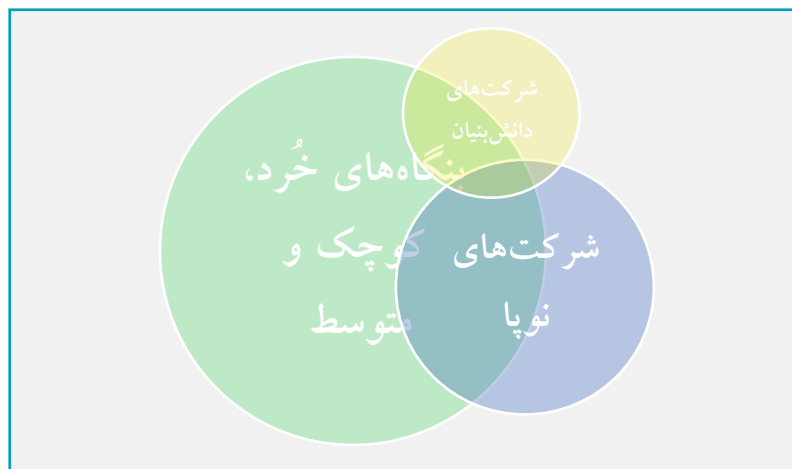 شرکت‌های
دانش‌بنیان
بنگاه‌های خُرد،
کوچک و
متوسط
شرکت‌های
نوپا